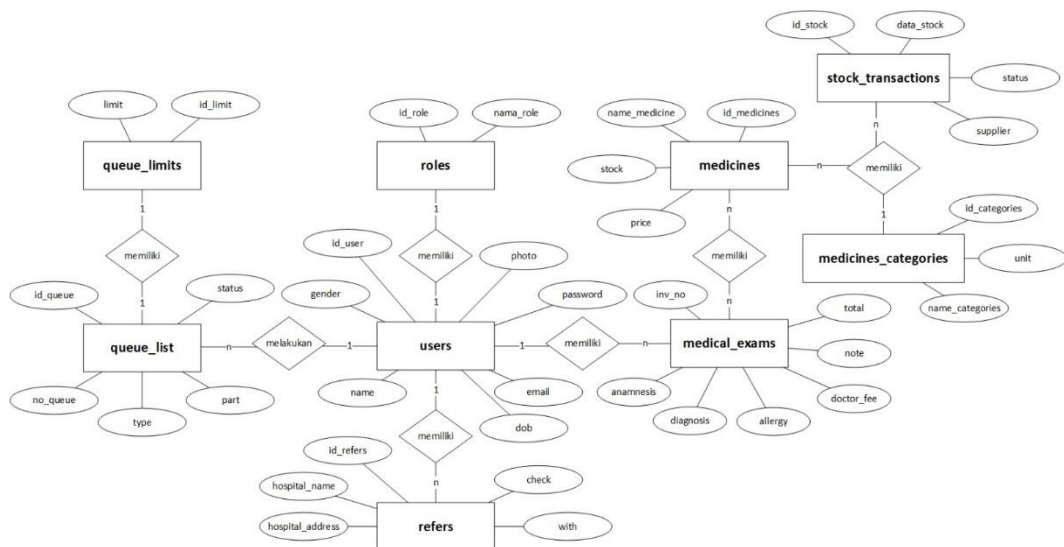 id_stock
data_stock
stock_transactions
status
supplier
limit
id_limit
queue_limits
id_role
nama_role
roles
name_medicine
id_medicines
stock
medicines
price
n
n
memiliki
1
id_categories
medicines_categories
unit
name_categories
1
memiliki
1
1
memiliki
1
n
memiliki
n
id_user
photo
gender
password
users
name
email
dob
id_queue
status
queue_list
no_queue
type
part
n
melakukan
1
1
memiliki
n
inv_no
total
medical_exams
note
anamnesis
doctor_fee
diagnosis
allergy
1
memiliki
n
id_refers
hospital_name
check
hospital_address
refers
with